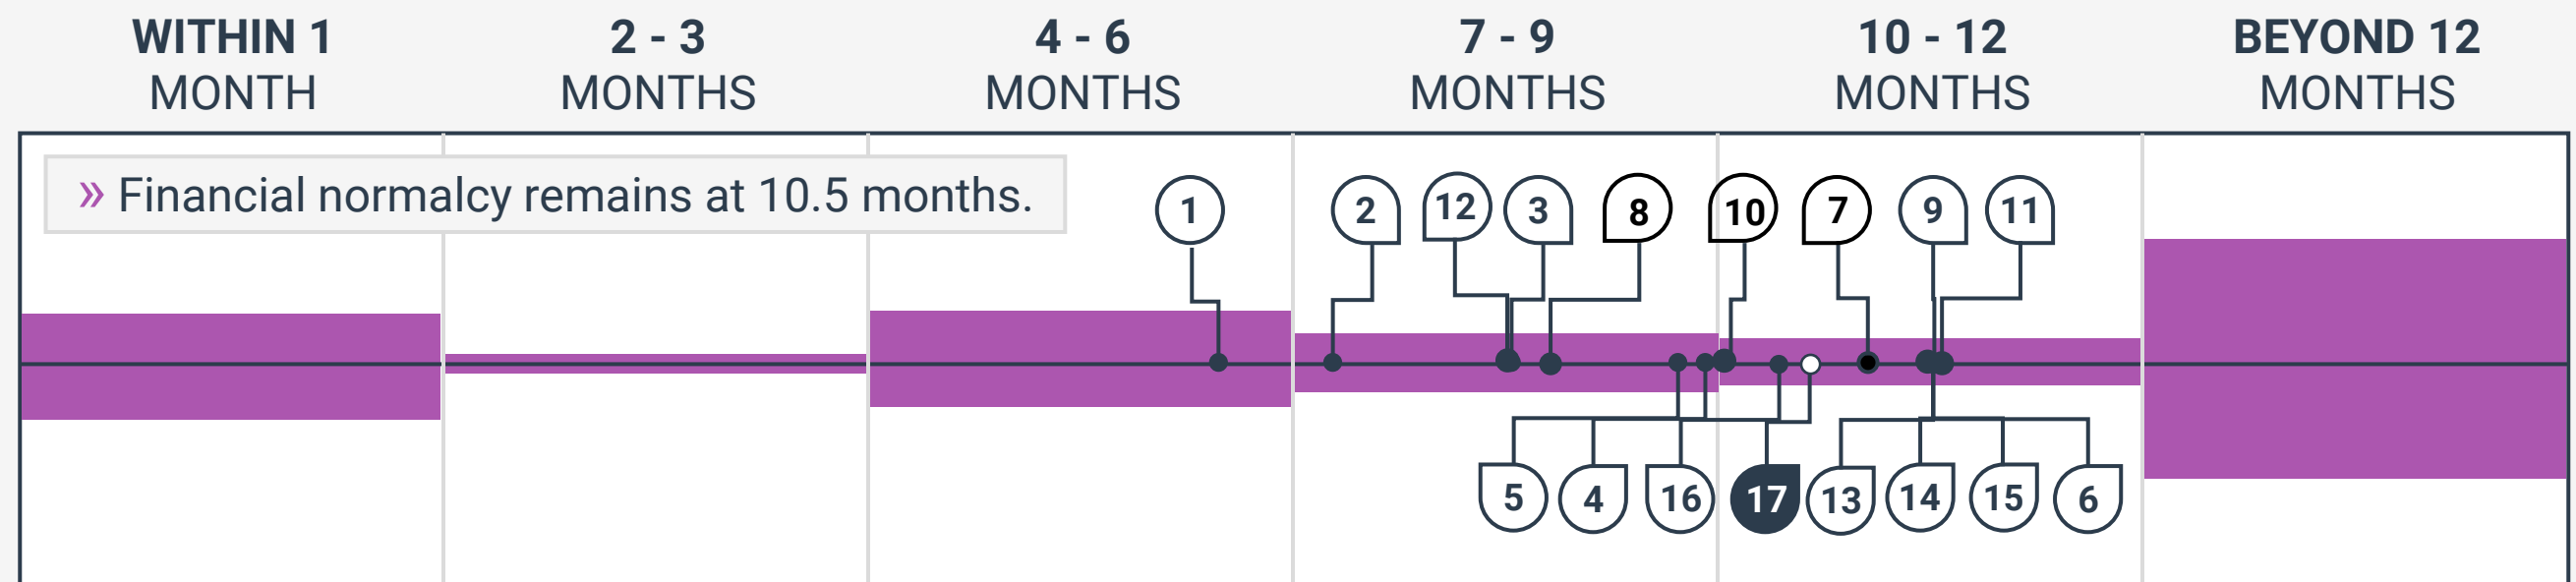 WITHIN 1 MONTH
2 - 3 MONTHS
4 - 6 MONTHS
7 - 9 MONTHS
10 - 12 MONTHS
BEYOND 12 MONTHS
» Financial normalcy remains at 10.5 months.
1 2 12 3 8 10 7 9 11
5 4 16 17 13 14 15 6